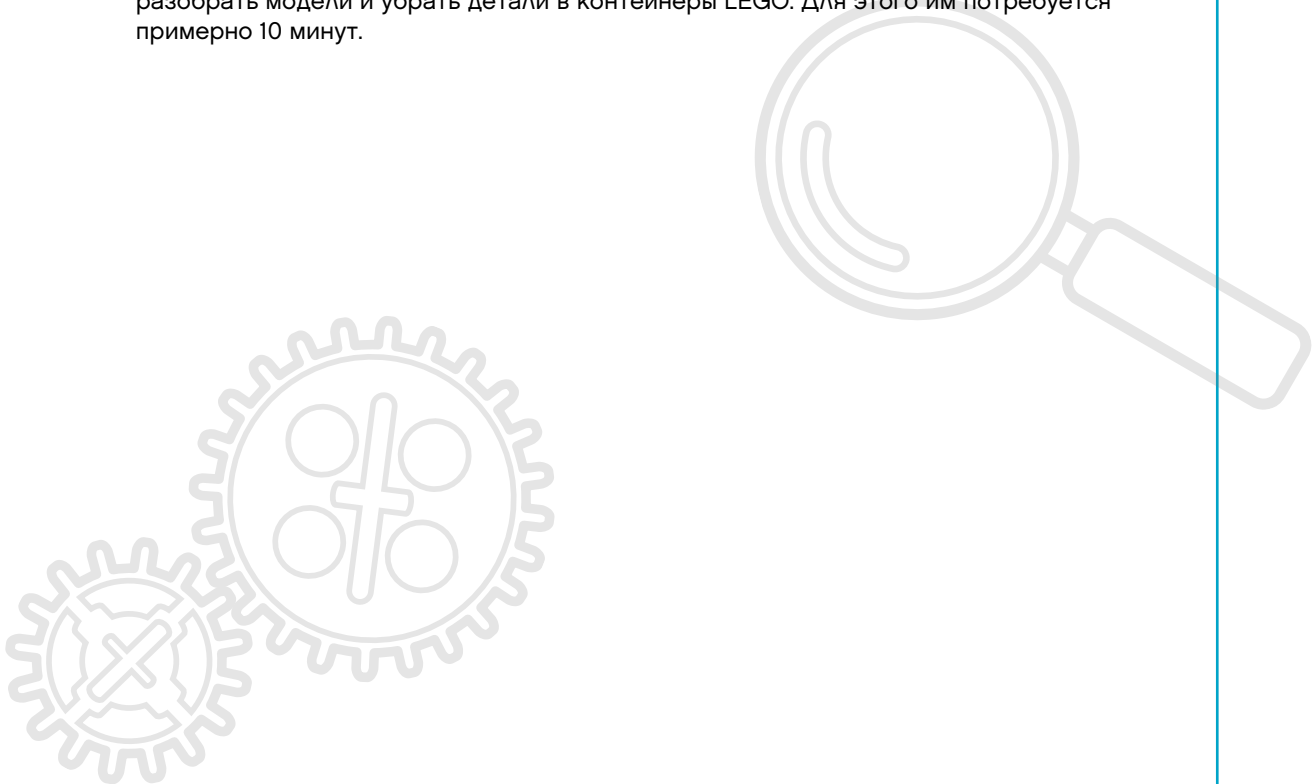 разобрать модели и убрать детали в контейнеры LEGO. Для этого им потребуется
примерно 10 минут.